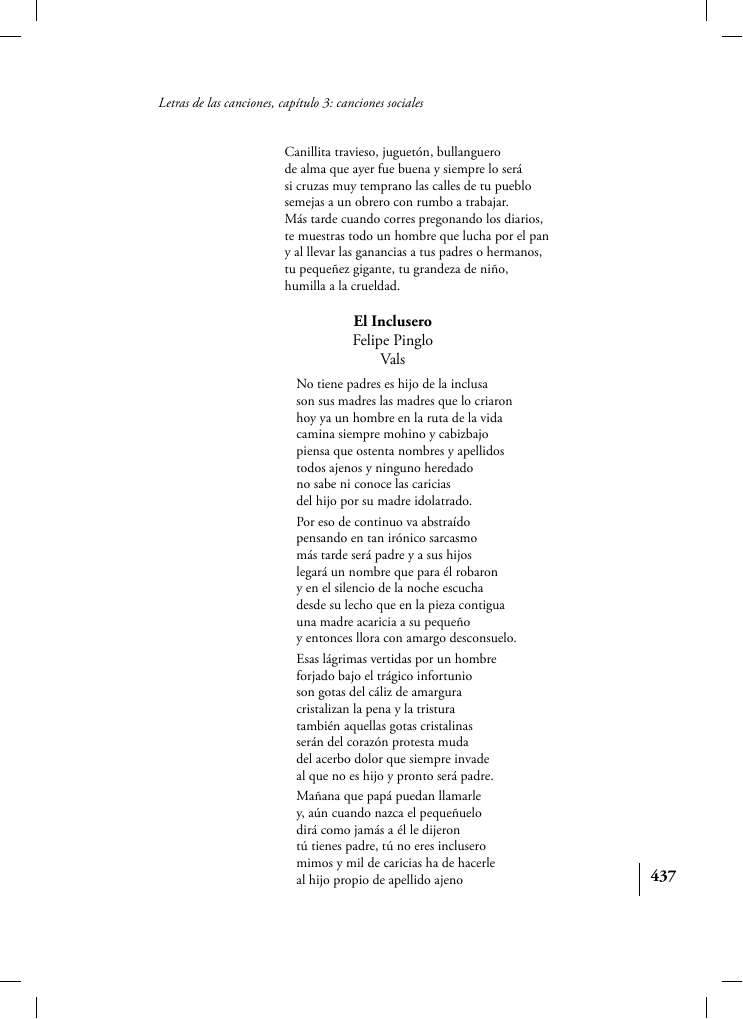 Letras de las canciones, capítulo 3: canciones sociales
Canillita travieso, juguetón, bullanguero
de alma que ayer fue buena y siempre lo será
si cruzas muy temprano las calles de tu pueblo
semejas a un obrero con rumbo a trabajar.
Más tarde cuando corres pregonando los diarios,
te muestras todo un hombre que lucha por el pan
y al llevar las ganancias a tus padres o hermanos,
tu pequeñez gigante, tu grandeza de niño,
humilla a la crueldad.
El Inclusero
Felipe Pinglo
Vals
No tiene padres es hijo de la inclusa
son sus madres las madres que lo criaron
hoy ya un hombre en la ruta de la vida
camina siempre mohino y cabizbajo
piensa que ostenta nombres y apellidos
todos ajenos y ninguno heredado
no sabe ni conoce las caricias
del hijo por su madre idolatrado.
Por eso de continuo va abstraído
pensando en tan irónico sarcasmo
más tarde será padre y a sus hijos
legará un nombre que para él robaron
y en el silencio de la noche escucha
desde su lecho que en la pieza contigua
una madre acaricia a su pequeño
y entonces llora con amargo desconsuelo.
Esas lágrimas vertidas por un hombre
forjado bajo el trágico infortunio
son gotas del cáliz de amargura
cristalizan la pena y la tristura
también aquellas gotas cristalinas
serán del corazón protesta muda
del acerbo dolor que siempre invade
al que no es hijo y pronto será padre.
Mañana que papá puedan llamarle
y, aún cuando nazca el pequeñuelo
dirá como jamás a él le dijeron
tú tienes padre, tú no eres inclusero
mimos y mil de caricias ha de hacerle
al hijo propio de apellido ajeno
437